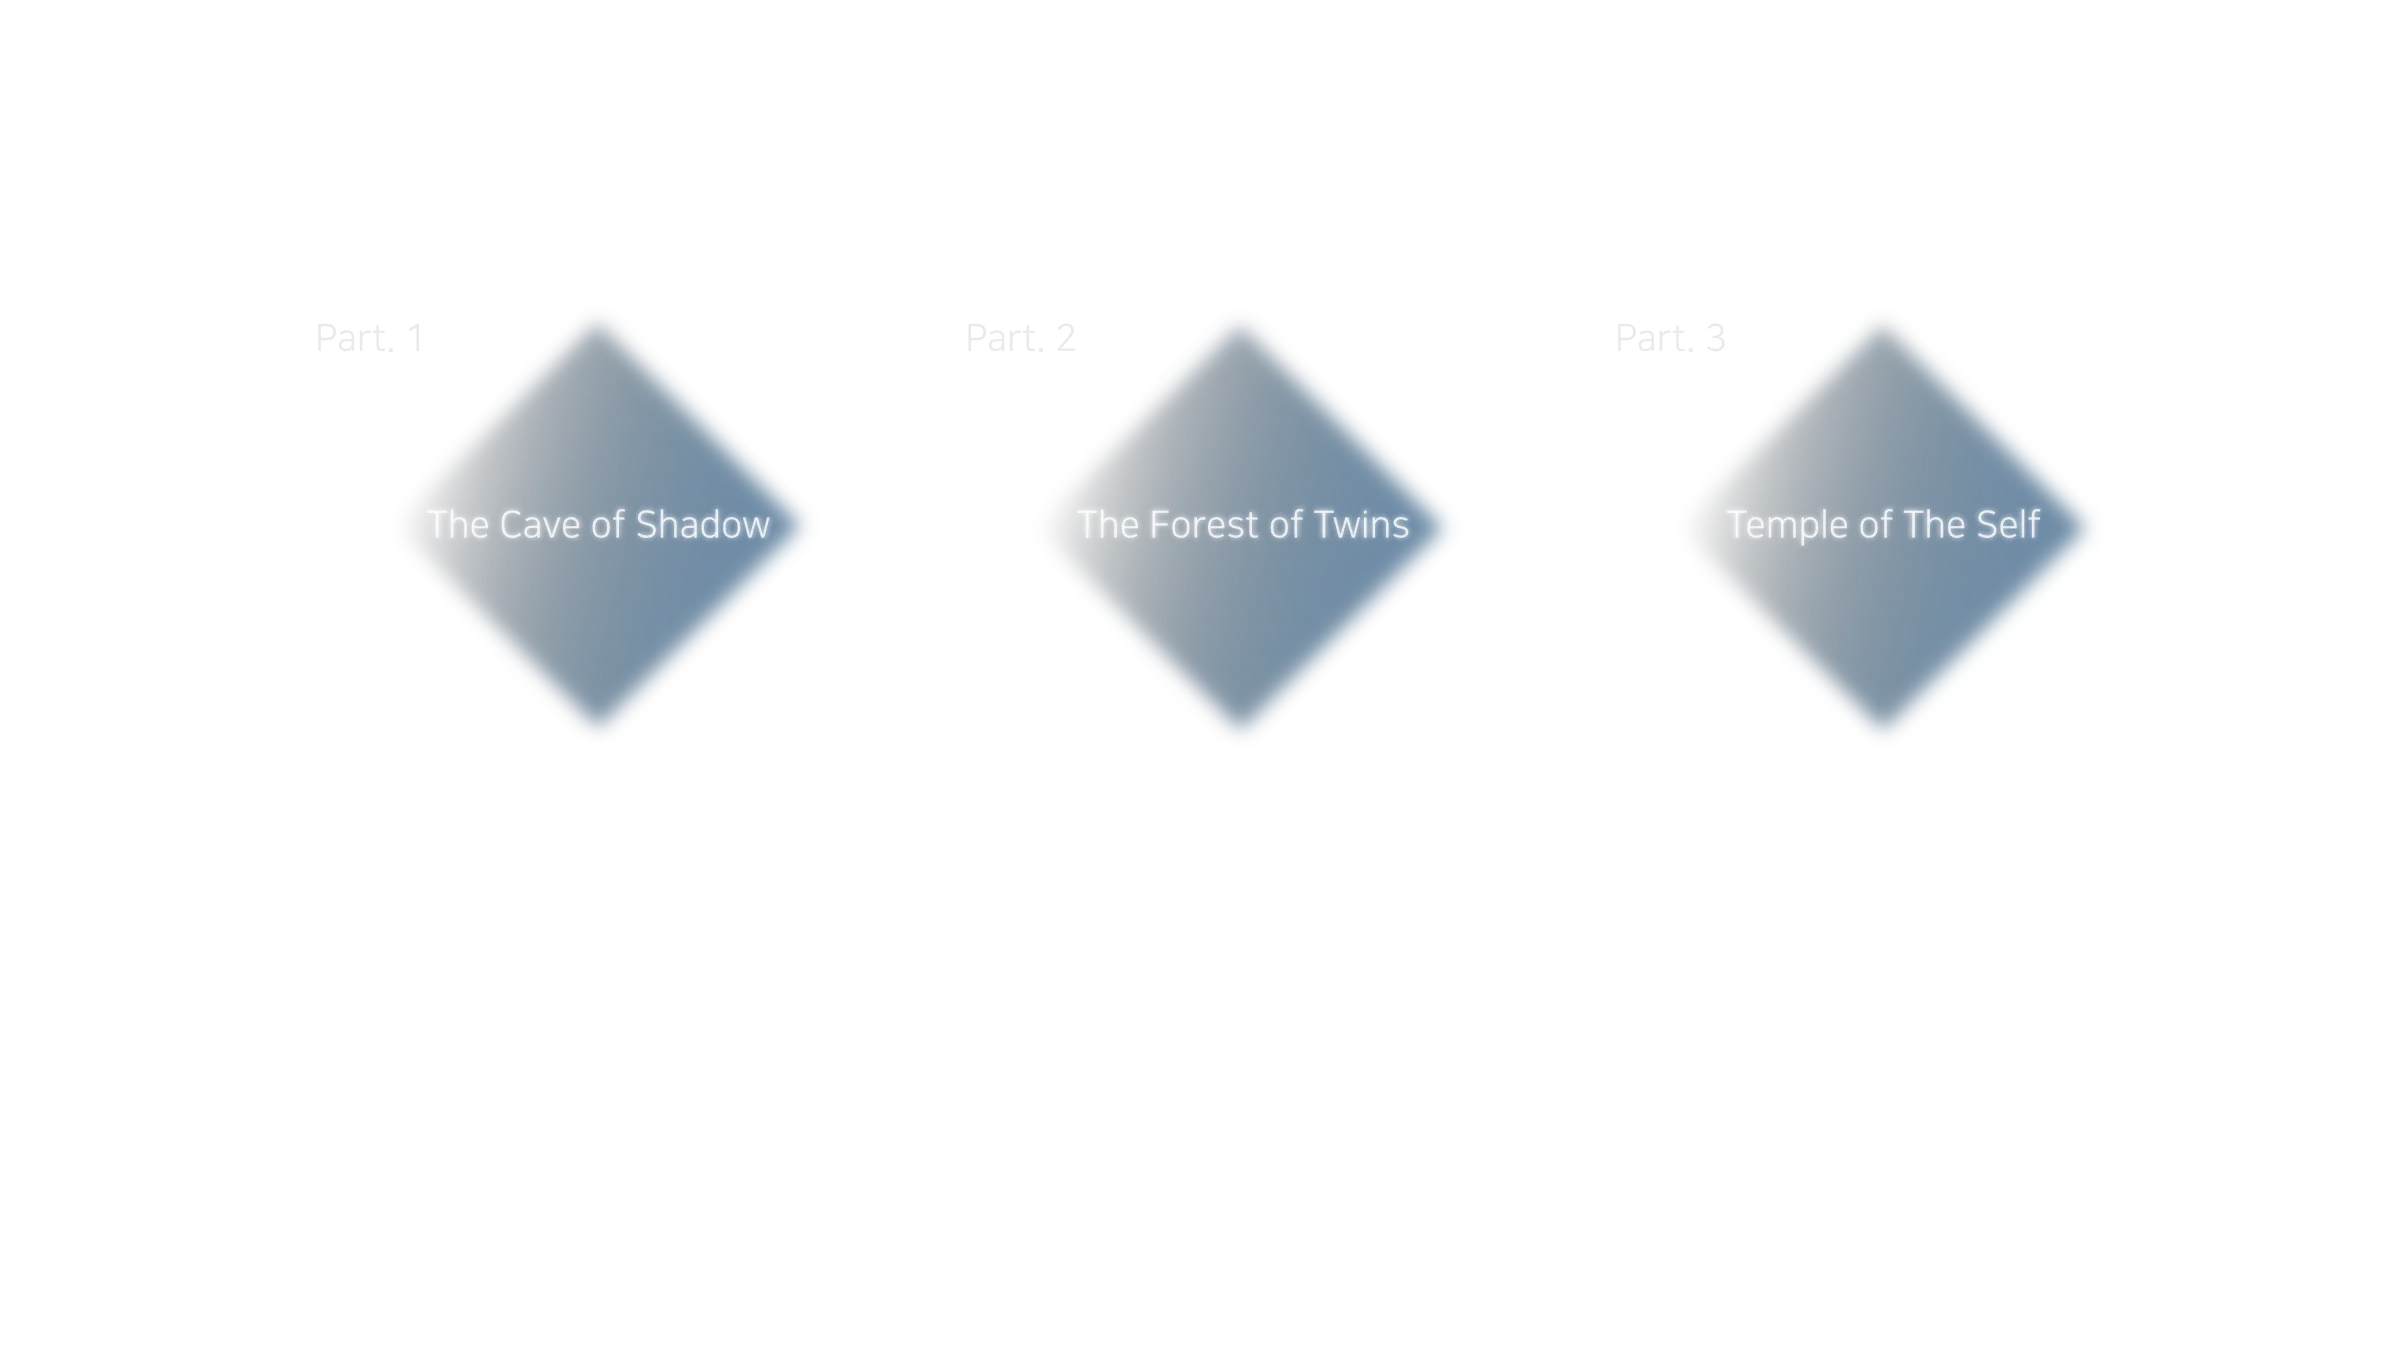 Part. 1
The Cave of Shadow
Part. 2
The Forest of Twins
Part. 3
Temple of The Self